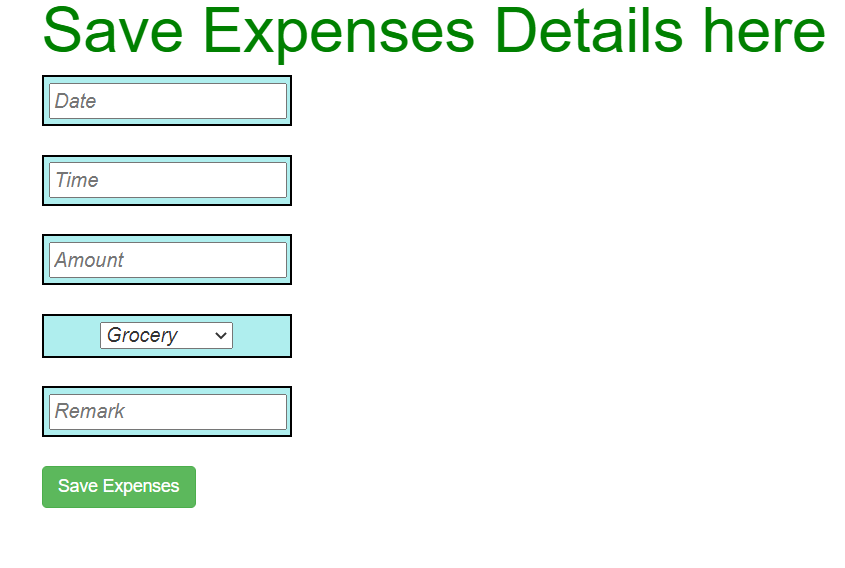 Save Expenses Details here
Date
Time
Amount
Grocery
Remark
Save Expenses